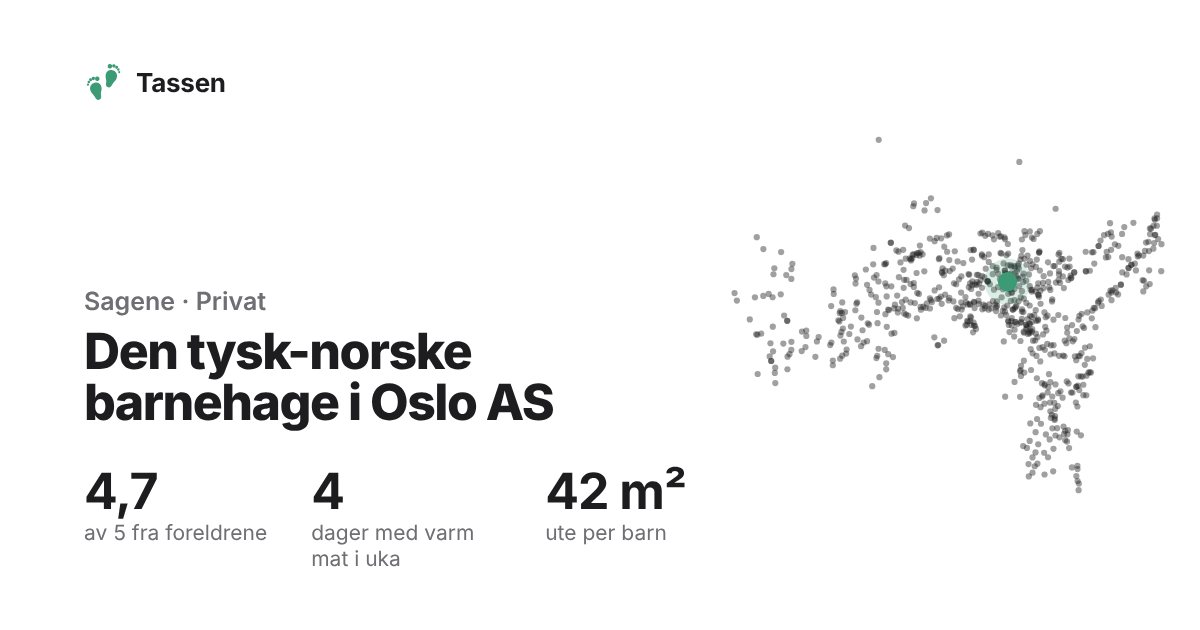 Tassen
Sagene · Privat
Den tysk-norske
barnehage i Oslo AS
4,7
av 5 fra foreldrene
4
dager med varm
mat i uka
42 m²
ute per barn